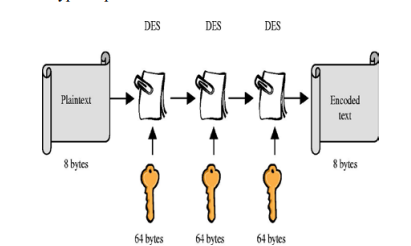 DES DES DES
Plaintext
Encoded
text
8 bytes 8 bytes
64 bytes 64 bytes 64 bytes